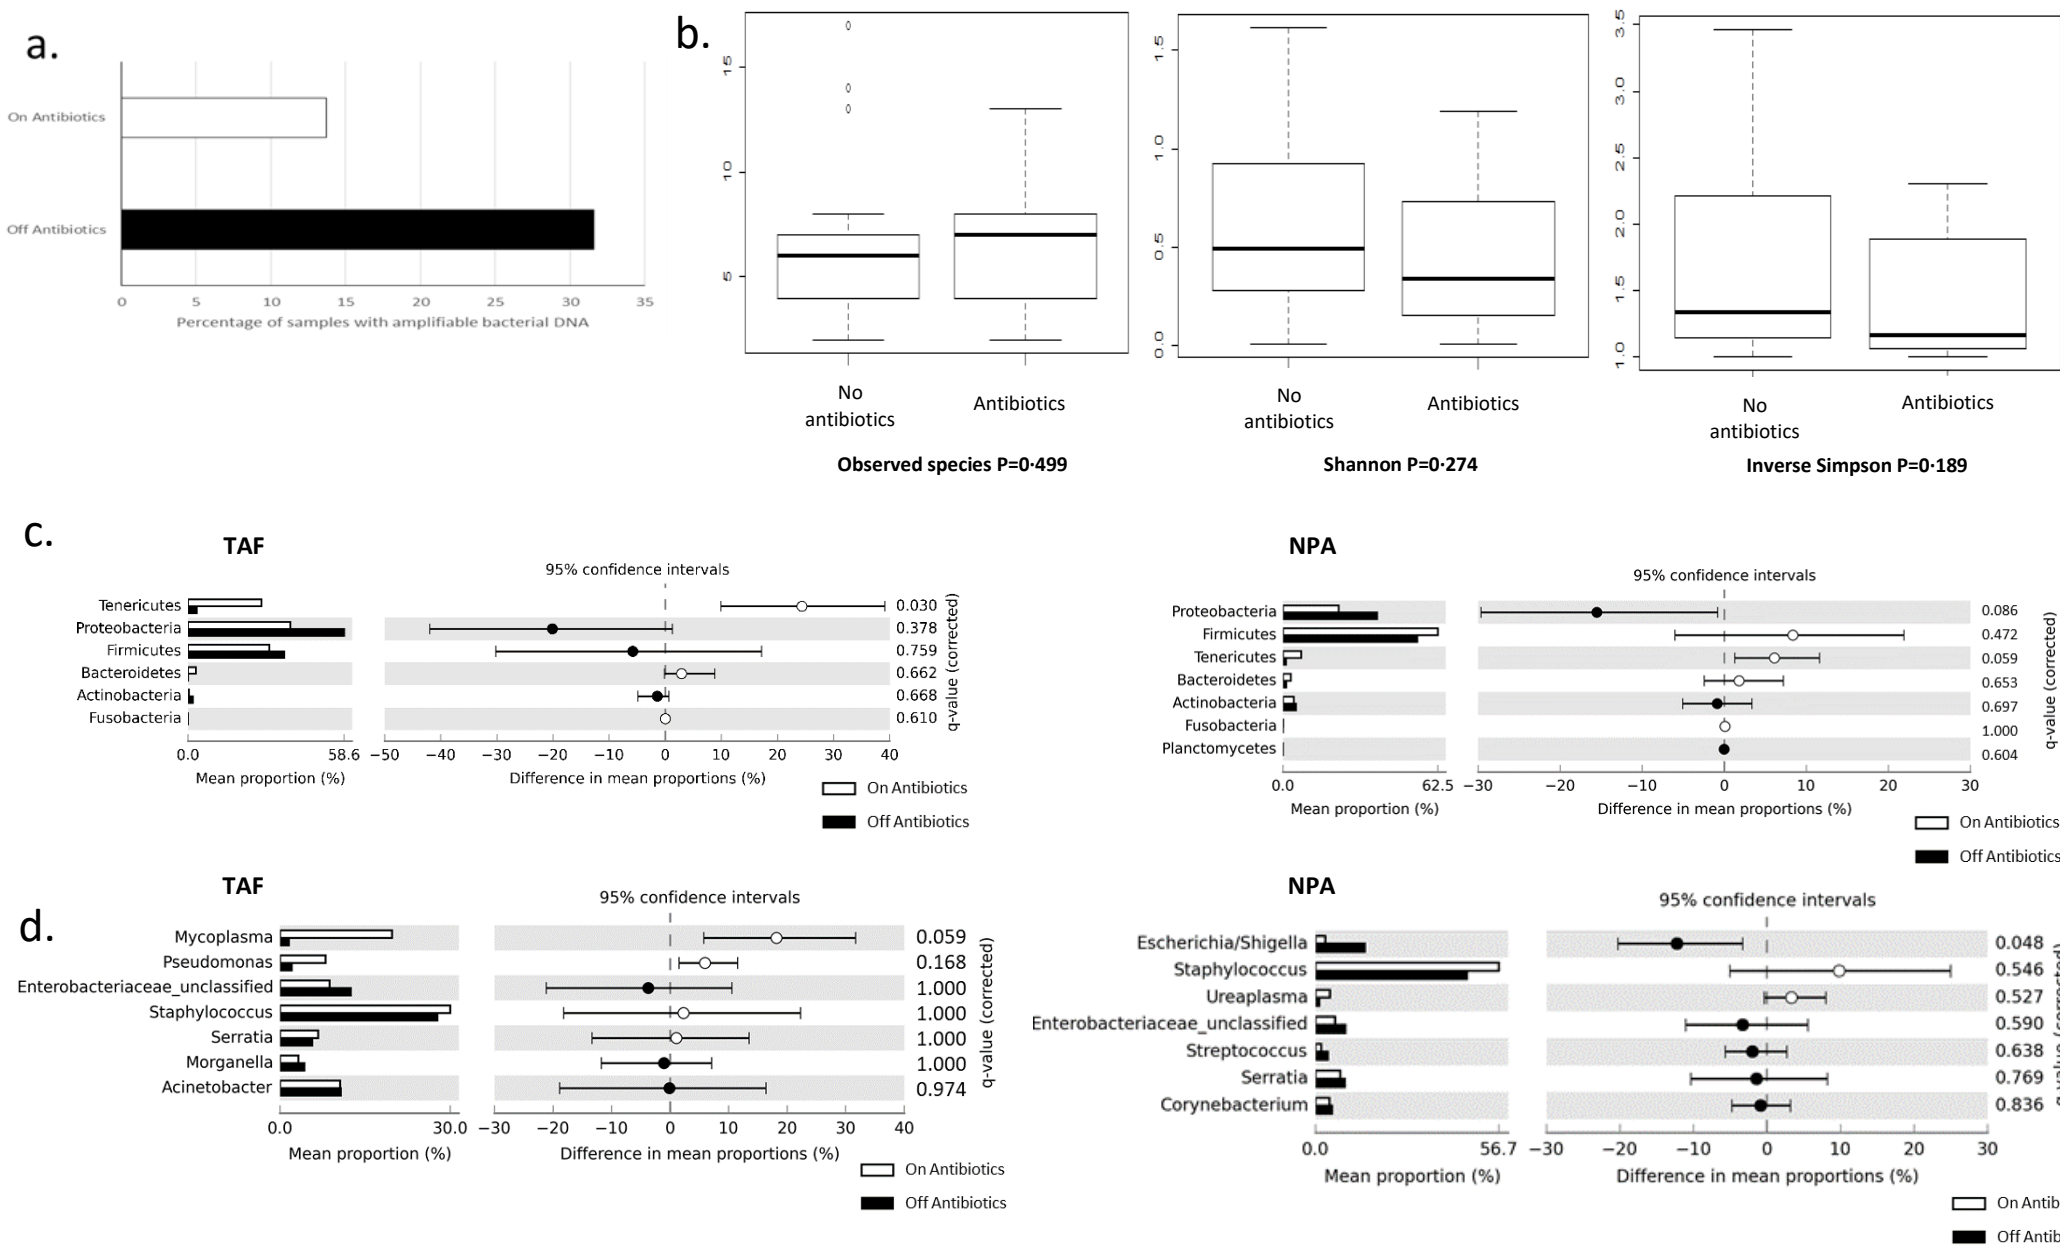 a.
On Antibiotics
Off Antibiotics
0 5 10 15 20 25 30 35
Percentage of samples with amplifiable bacterial DNA
b.
5 10 15
No
antibiotics
Antibiotics
Observed species P=0·499
0.0 0.5 1.0 1.5
No
antibiotics
Antibiotics
Shannon P=0·274
1.0 1.5 2.0 2.5 3.0 3.5
No
antibiotics
Antibiotics
Inverse Simpson P=0·189
c.
TAF
95% confidence intervals
Tenericutes 0.030
Proteobacteria 0.378
Firmicutes 0.759
Bacteroidetes 0.662
Actinobacteria 0.668
Fusobacteria 0.610
q-value (corrected)
0.0 58.6 −50 −40 −30 −20 −10 0 10 20 30 40
Mean proportion (%) Difference in mean proportions (%)
On Antibiotics
Off Antibiotics
NPA
95% confidence intervals
Proteobacteria 0.086
Firmicutes 0.472
Tenericutes 0.059
Bacteroidetes 0.653
Actinobacteria 0.697
Fusobacteria 1.000
Planctomycetes 0.604
q-value (corrected)
0.0 62.5 −30 −20 −10 0 10 20 30
Mean proportion (%) Difference in mean proportions (%)
On Antibiotics
Off Antibiotics
d.
TAF
95% confidence intervals
Mycoplasma 0.059
Pseudomonas 0.168
Enterobacteriaceae_unclassified 1.000
Staphylococcus 1.000
Serratia 1.000
Morganella 1.000
Acinetobacter 0.974
q-value (corrected)
0.0 30.0 −30 −20 −10 0 10 20 30 40
Mean proportion (%) Difference in mean proportions (%)
On Antibiotics
Off Antibiotics
NPA
95% confidence intervals
Escherichia/Shigella 0.048
Staphylococcus 0.546
Ureaplasma 0.527
Enterobacteriaceae_unclassified 0.590
Streptococcus 0.638
Serratia 0.769
Corynebacterium 0.836
0.0 56.7 −30 −20 −10 0 10 20 30
Mean proportion (%) Difference in mean proportions (%)
On Antib
Off Antib